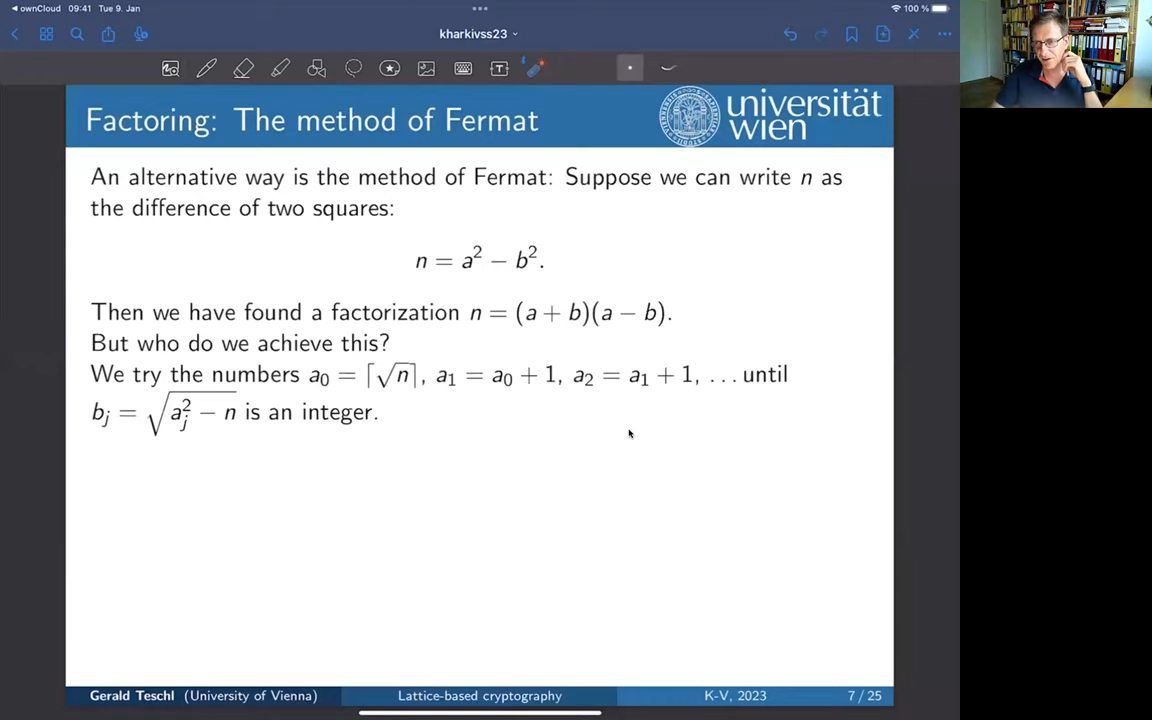 ownCloud 09:41 Tue 9. Jan
100 %
kharkivss23
Factoring: The method of Fermat
universität
wien
An alternative way is the method of Fermat: Suppose we can write n as
the difference of two squares:
n = a² − b².
Then we have found a factorization n = (a + b)(a − b).
But who do we achieve this?
We try the numbers a₀ = ⌈√n⌉, a₁ = a₀ + 1, a₂ = a₁ + 1, ... until
bⱼ = √(aⱼ² − n) is an integer.
Gerald Teschl (University of Vienna) Lattice-based cryptography K-V, 2023 7 / 25